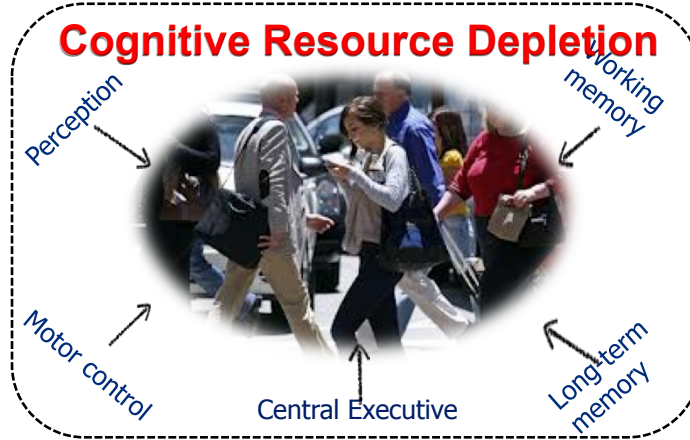 Cognitive Resource Depletion
Perception
Working
memory
Motor control
Central Executive
Long-term
memory